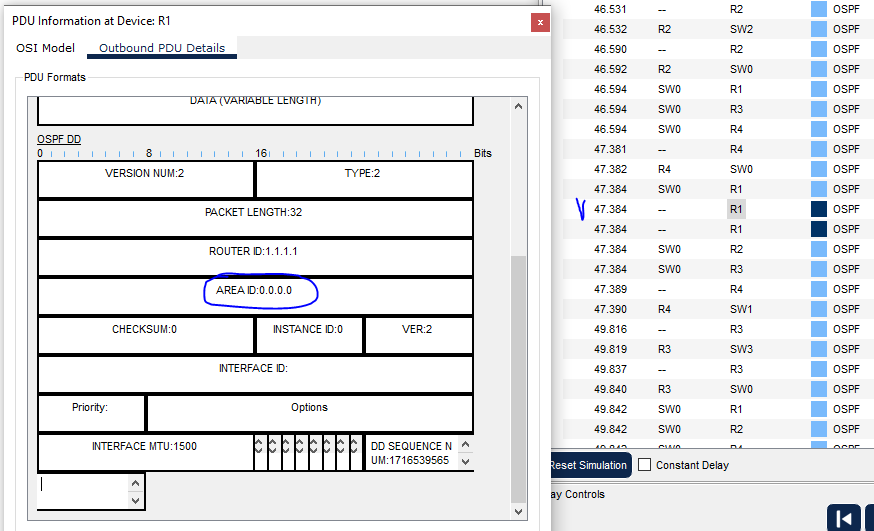 PDU Information at Device: R1
x
OSI Model Outbound PDU Details
PDU Formats
DATA (VARIABLE LENGTH)
OSPF DD
0 8 16 Bits
VERSION NUM:2 TYPE:2
PACKET LENGTH:32
ROUTER ID:1.1.1.1
AREA ID:0.0.0.0
CHECKSUM:0 INSTANCE ID:0 VER:2
INTERFACE ID:
Priority: Options
INTERFACE MTU:1500 DD SEQUENCE N
UM:1716539565
46.531 -- R2 OSPF
46.532 R2 SW2 OSPF
46.590 -- R2 OSPF
46.592 R2 SW0 OSPF
46.594 SW0 R1 OSPF
46.594 SW0 R3 OSPF
46.594 SW0 R4 OSPF
47.381 -- R4 OSPF
47.382 R4 SW0 OSPF
47.384 SW0 R1 OSPF
47.384 -- R1 OSPF
47.384 -- R1 OSPF
47.384 SW0 R2 OSPF
47.384 SW0 R3 OSPF
47.389 -- R4 OSPF
47.390 R4 SW1 OSPF
49.816 -- R3 OSPF
49.819 R3 SW3 OSPF
49.837 -- R3 OSPF
49.840 R3 SW0 OSPF
49.842 SW0 R1 OSPF
49.842 SW0 R2 OSPF
49.842 SW0 R4 OSPF
Reset Simulation Constant Delay
ay Controls